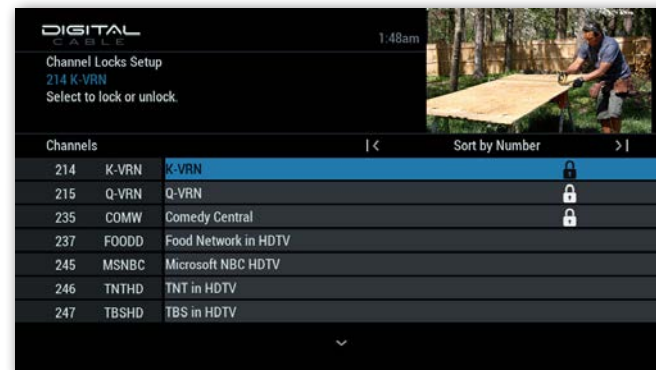 DIGITAL
CABLE
1:48am
Channel Locks Setup
214 K-VRN
Select to lock or unlock.
Channels |< Sort by Number >|
214 K-VRN K-VRN
215 Q-VRN Q-VRN
235 COMW Comedy Central
237 FOODD Food Network in HDTV
245 MSNBC Microsoft NBC HDTV
246 TNTHD TNT in HDTV
247 TBSHD TBS in HDTV